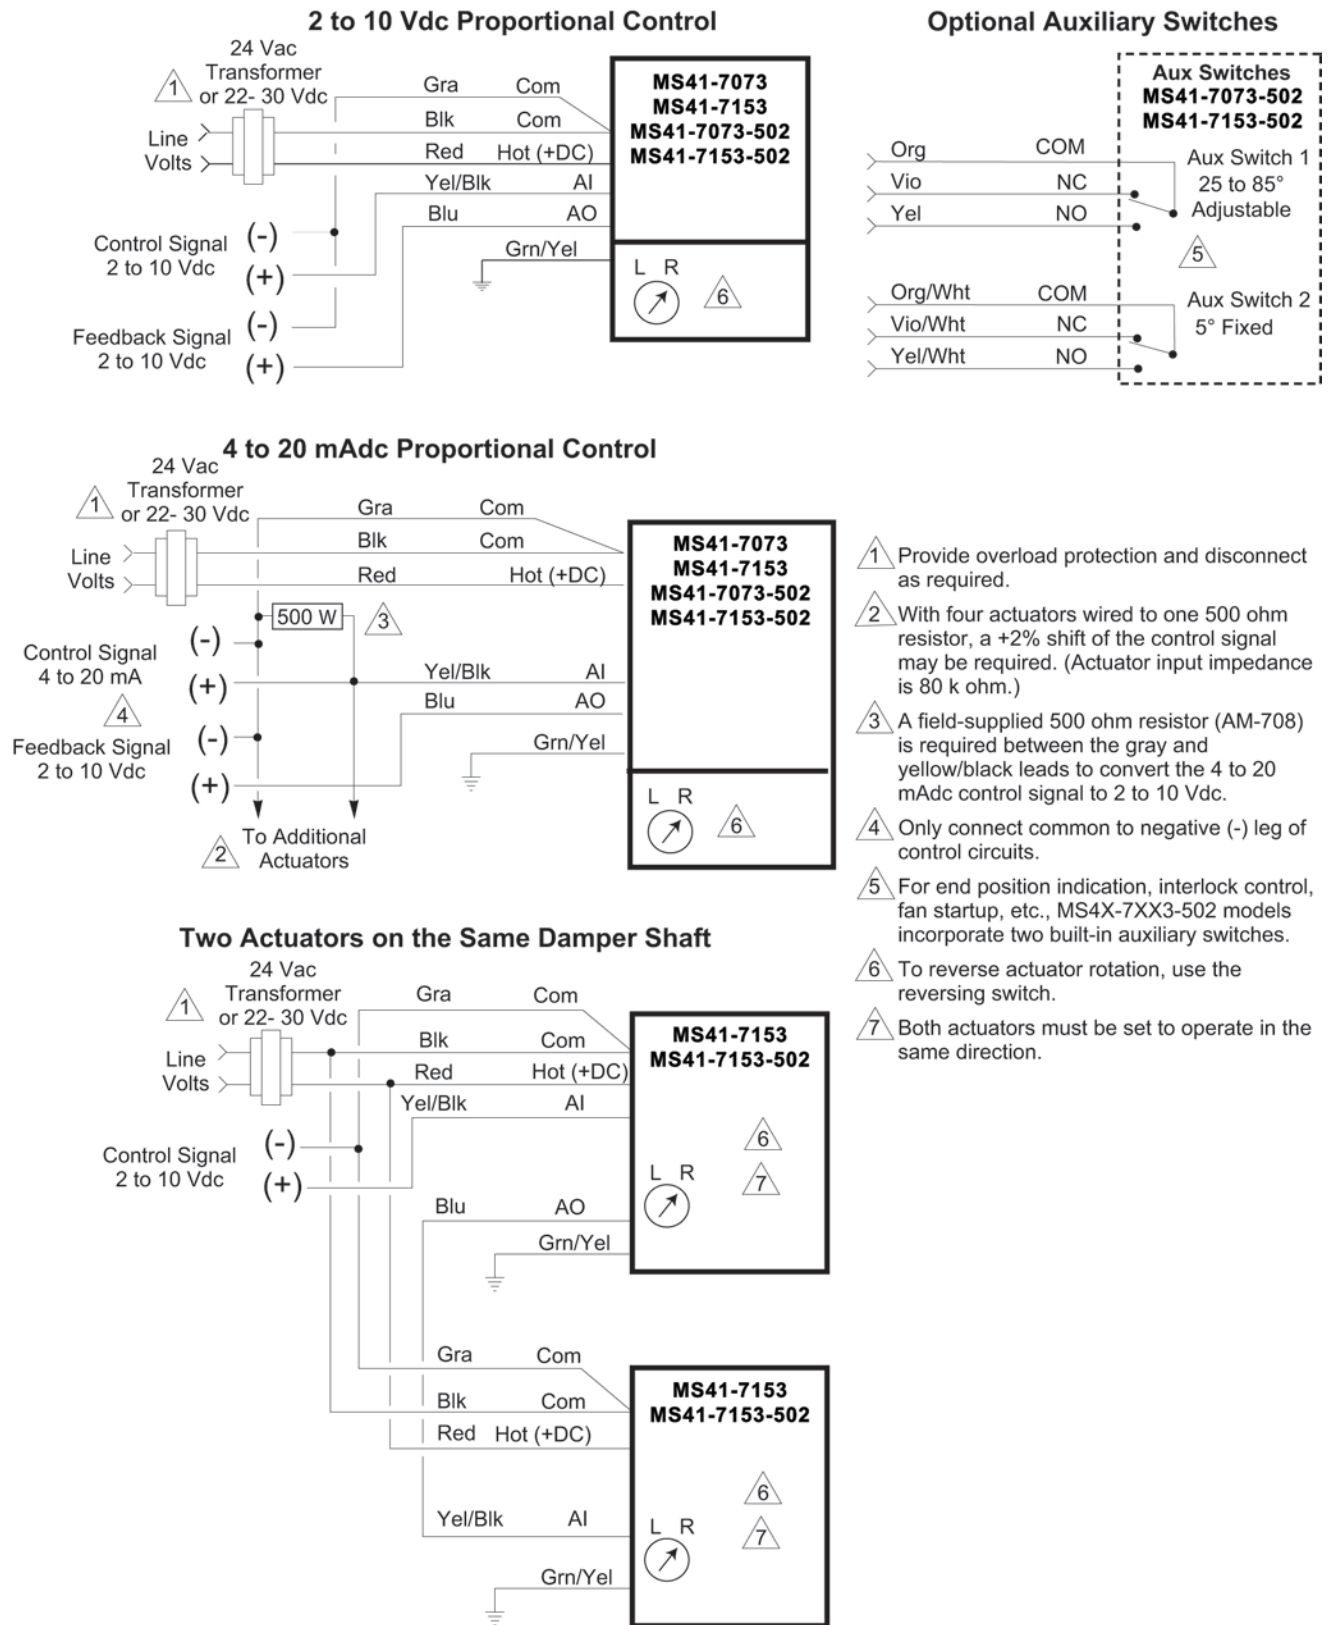 2 to 10 Vdc Proportional Control
24 Vac
Transformer
or 22- 30 Vdc
1
Line
Volts
Gra Com
Blk Com
Red Hot (+DC)
Yel/Blk AI
Blu AO
Grn/Yel
Control Signal
2 to 10 Vdc
(-)
(+)
Feedback Signal
2 to 10 Vdc
(-)
(+)
MS41-7073
MS41-7153
MS41-7073-502
MS41-7153-502
L R
6
Optional Auxiliary Switches
Aux Switches
MS41-7073-502
MS41-7153-502
Org COM
Vio NC
Yel NO
Aux Switch 1
25 to 85°
Adjustable
5
Org/Wht COM
Vio/Wht NC
Yel/Wht NO
Aux Switch 2
5° Fixed
4 to 20 mAdc Proportional Control
24 Vac
Transformer
or 22- 30 Vdc
1
Line
Volts
Gra Com
Blk Com
Red Hot (+DC)
500 W
3
Control Signal
4 to 20 mA
(-)
(+)
4
Feedback Signal
2 to 10 Vdc
(-)
(+)
Yel/Blk AI
Blu AO
Grn/Yel
To Additional
Actuators
2
MS41-7073
MS41-7153
MS41-7073-502
MS41-7153-502
L R
6
1 Provide overload protection and disconnect
as required.
2 With four actuators wired to one 500 ohm
resistor, a +2% shift of the control signal
may be required. (Actuator input impedance
is 80 k ohm.)
3 A field-supplied 500 ohm resistor (AM-708)
is required between the gray and
yellow/black leads to convert the 4 to 20
mAdc control signal to 2 to 10 Vdc.
4 Only connect common to negative (-) leg of
control circuits.
5 For end position indication, interlock control,
fan startup, etc., MS4X-7XX3-502 models
incorporate two built-in auxiliary switches.
6 To reverse actuator rotation, use the
reversing switch.
7 Both actuators must be set to operate in the
same direction.
Two Actuators on the Same Damper Shaft
24 Vac
Transformer
or 22- 30 Vdc
1
Line
Volts
Gra Com
Blk Com
Red Hot (+DC)
Yel/Blk AI
Control Signal
2 to 10 Vdc
(-)
(+)
Blu AO
Grn/Yel
MS41-7153
MS41-7153-502
6
7
L R
Gra Com
Blk Com
Red Hot (+DC)
Yel/Blk AI
Grn/Yel
MS41-7153
MS41-7153-502
6
7
L R